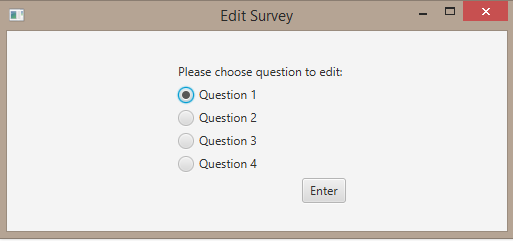 Edit Survey
Please choose question to edit:
Question 1
Question 2
Question 3
Question 4
Enter